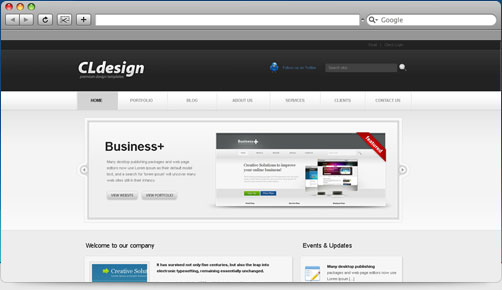 Google
Client Login
CLdesign
premium design templates
Follow us on Twitter
Search site...
HOME
PORTFOLIO
BLOG
ABOUT US
SERVICES
CLIENTS
CONTACT US
Business+
Many desktop publishing packages and web page
editors now use Lorem Ipsum as their default model
text, and a search for 'lorem ipsum' will uncover many
web sites still in their infancy.
VIEW WEBSITE
VIEW PORTFOLIO
Business+
Creative Solutions to improve
your online business!
featured
Welcome to our company
Events & Updates
Creative Solut
It has survived not only five centuries, but also the leap into
electronic typesetting, remaining essentially unchanged.
Many desktop publishing
packages and web page editors now use
Lorem Ipsum [...]